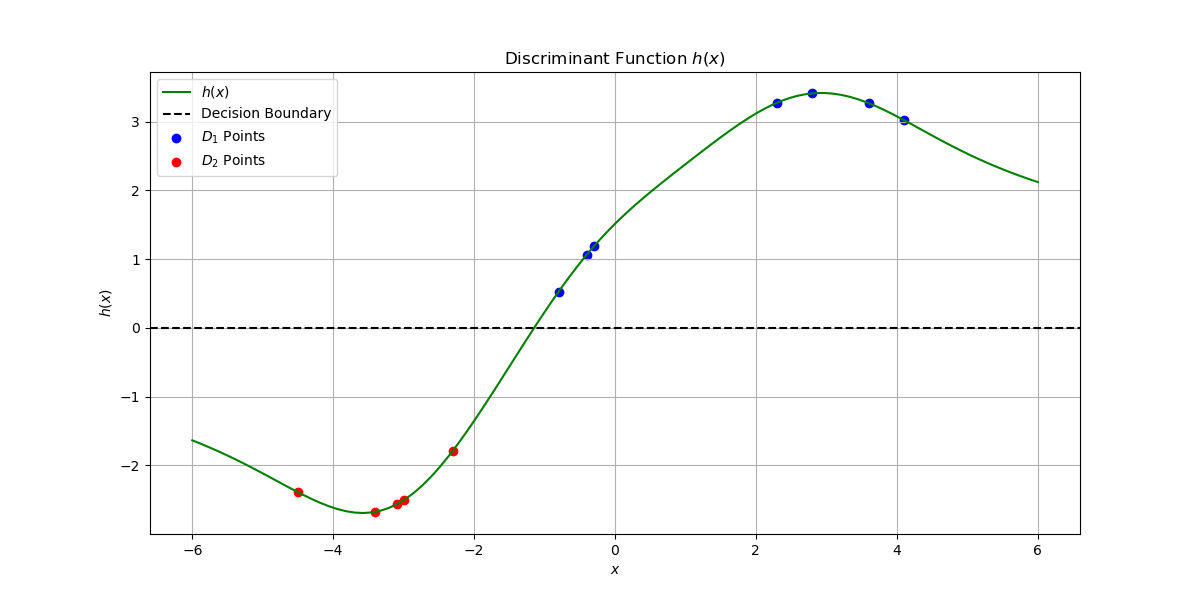 Discriminant Function h(x)
h(x)
Decision Boundary
D₁ Points
D₂ Points
3
2
1
0
−1
−2
h(x)
−6
−4
−2
0
2
4
6
x